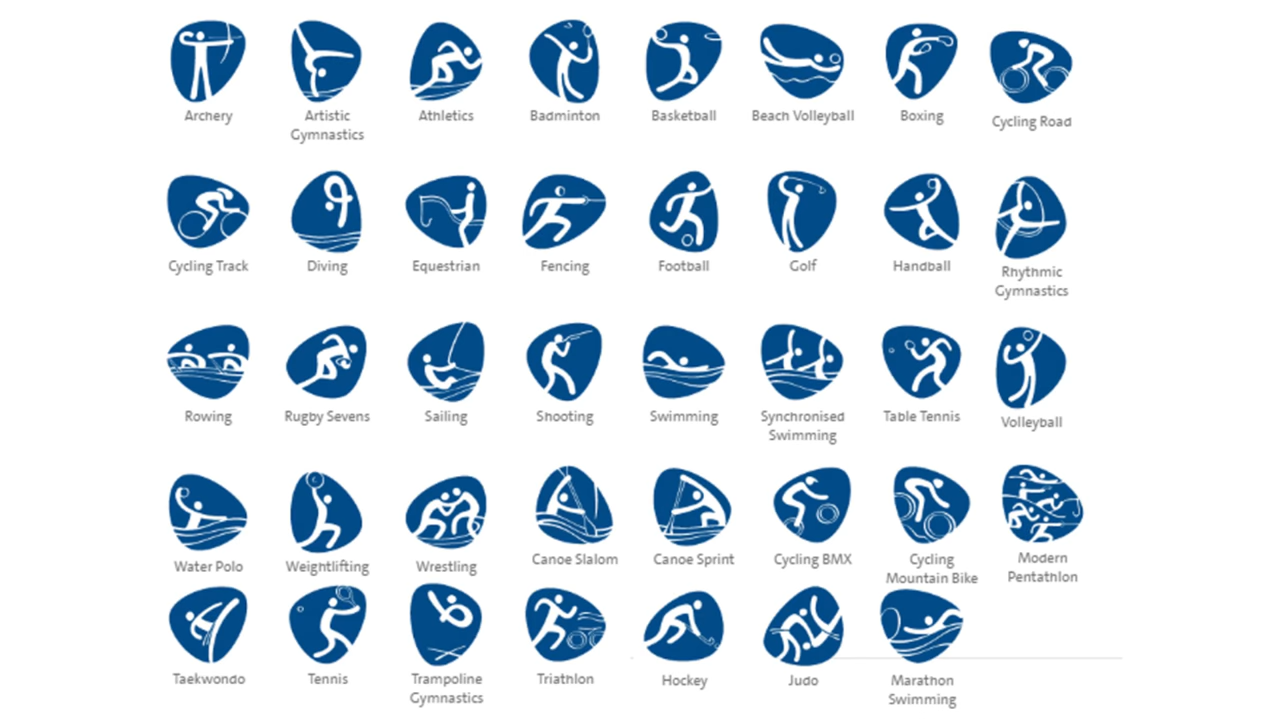 Archery
Artistic
Gymnastics
Athletics
Badminton
Basketball
Beach Volleyball
Boxing
Cycling Road
Cycling Track
Diving
Equestrian
Fencing
Football
Golf
Handball
Rhythmic
Gymnastics
Rowing
Rugby Sevens
Sailing
Shooting
Swimming
Synchronised
Swimming
Table Tennis
Volleyball
Water Polo
Weightlifting
Wrestling
Canoe Slalom
Canoe Sprint
Cycling BMX
Cycling
Mountain Bike
Modern
Pentathlon
Taekwondo
Tennis
Trampoline
Gymnastics
Triathlon
Hockey
Judo
Marathon
Swimming